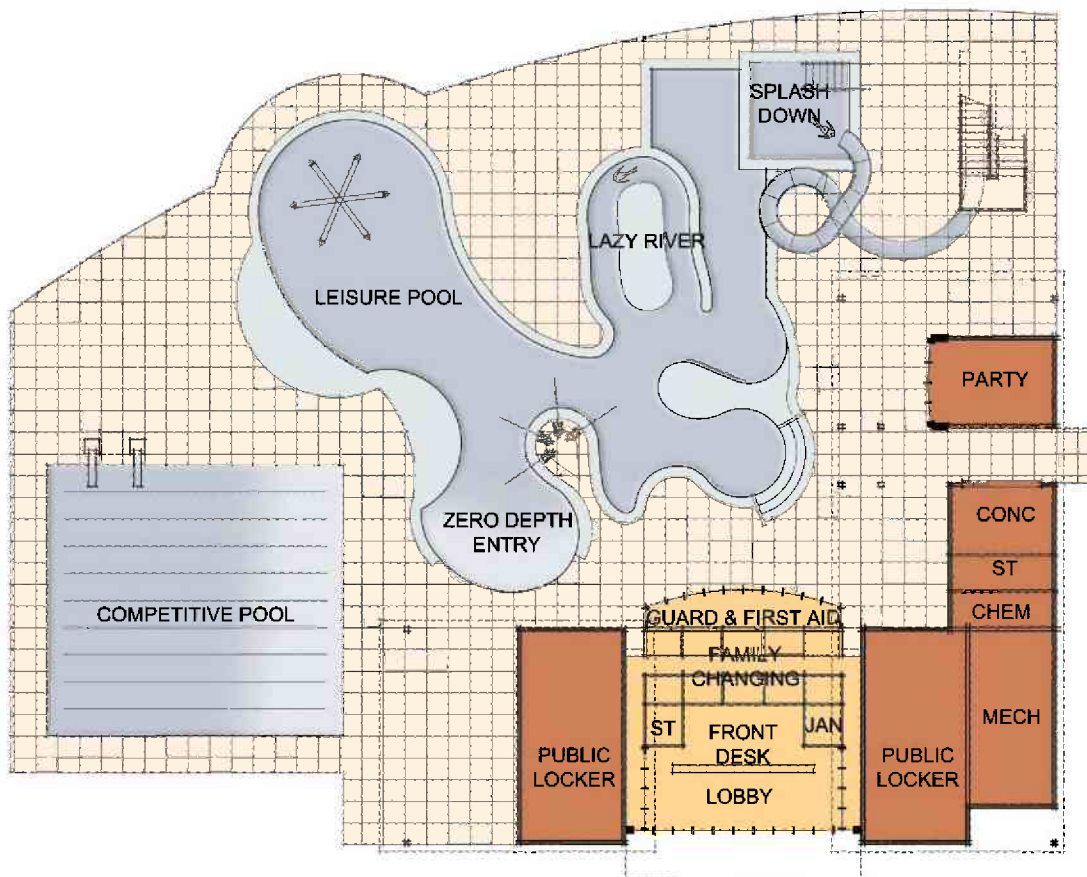 SPLASH
DOWN
LAZY RIVER
LEISURE POOL
PARTY
CONC
ZERO DEPTH
ENTRY
ST
COMPETITIVE POOL
GUARD & FIRST AID
CHEM
FAMILY
CHANGING
ST
FRONT
DESK
JAN
MECH
PUBLIC
LOCKER
PUBLIC
LOCKER
LOBBY